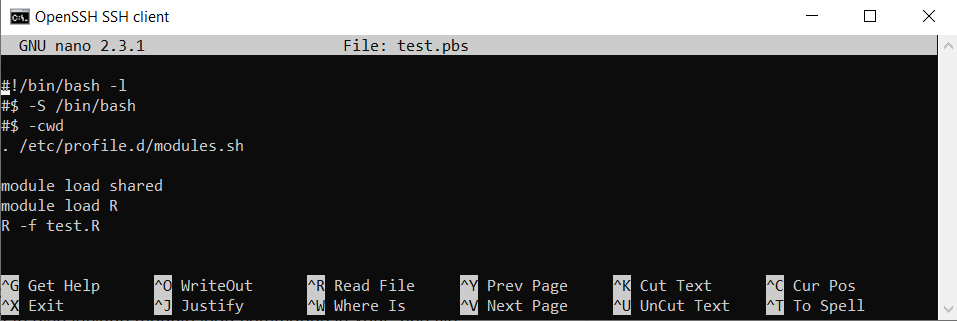 OpenSSH SSH client
GNU nano 2.3.1 File: test.pbs
#!/bin/bash -l
#$ -S /bin/bash
#$ -cwd
. /etc/profile.d/modules.sh
module load shared
module load R
R -f test.R
^G Get Help ^O WriteOut ^R Read File ^Y Prev Page ^K Cut Text ^C Cur Pos
^X Exit ^J Justify ^W Where Is ^V Next Page ^U UnCut Text ^T To Spell